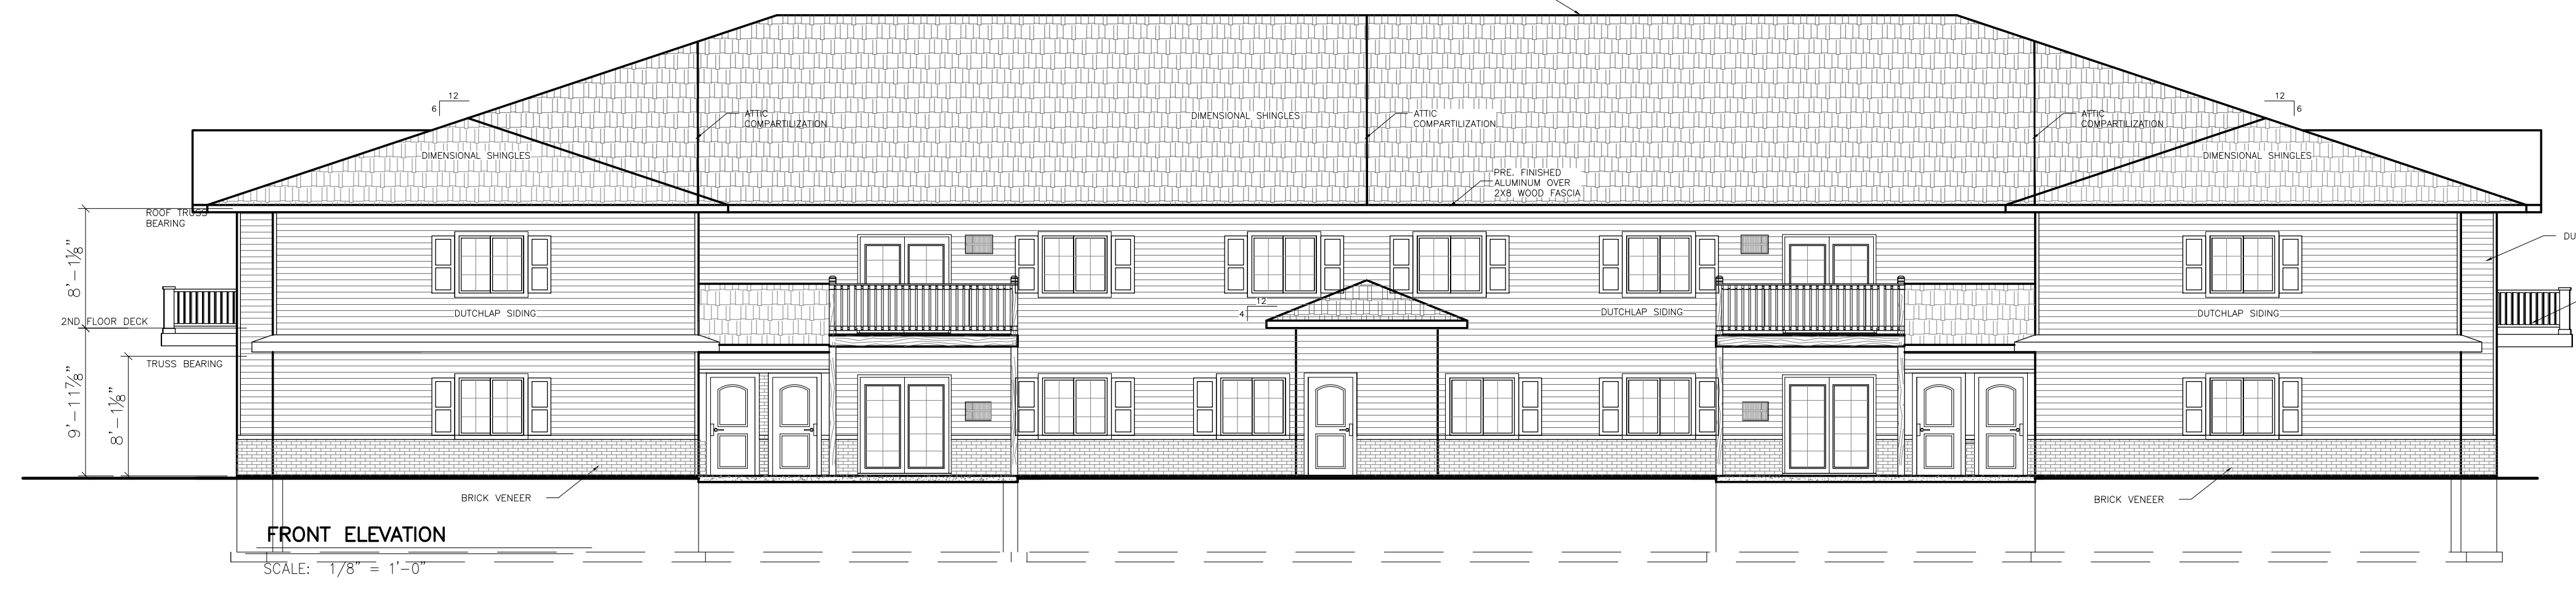 12
6
12
6
ATTIC
COMPARTILIZATION
DIMENSIONAL SHINGLES
ATTIC
COMPARTILIZATION
ATTIC
COMPARTILIZATION
DIMENSIONAL SHINGLES
DIMENSIONAL SHINGLES
PRE. FINISHED
ALUMINUM OVER
2X8 WOOD FASCIA
ROOF TRUSS
BEARING
8'-1⅛"
DU
12
4
2ND FLOOR DECK
DUTCHLAP SIDING
DUTCHLAP SIDING
DUTCHLAP SIDING
TRUSS BEARING
9'-11⅞"
8'-1⅛"
BRICK VENEER
BRICK VENEER
FRONT ELEVATION
SCALE: 1/8" = 1'-0"